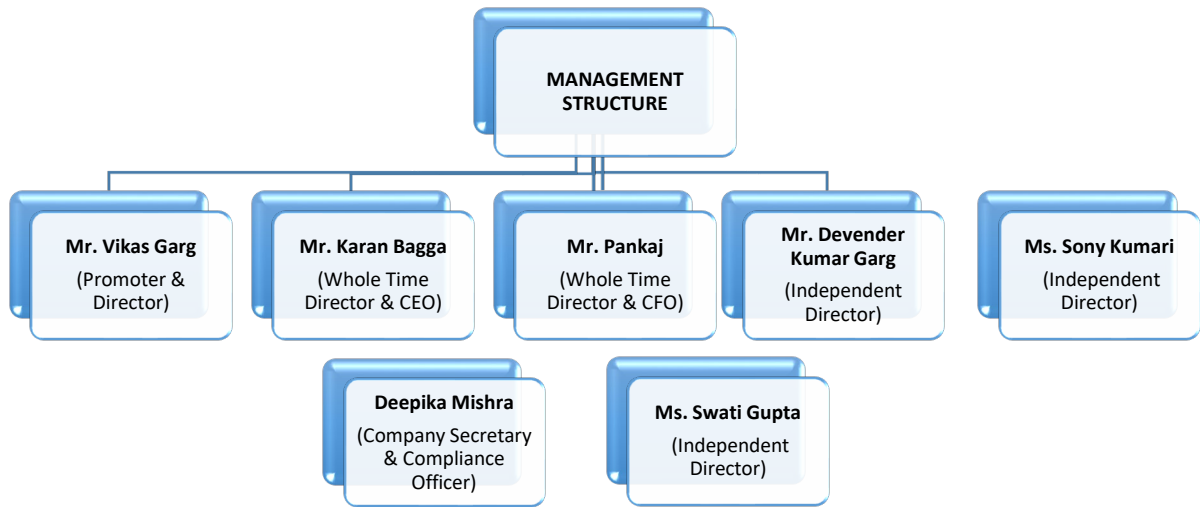 MANAGEMENT
STRUCTURE
Mr. Vikas Garg
(Promoter &
Director)
Mr. Karan Bagga
(Whole Time
Director & CEO)
Mr. Pankaj
(Whole Time
Director & CFO)
Mr. Devender
Kumar Garg
(Independent
Director)
Ms. Sony Kumari
(Independent
Director)
Deepika Mishra
(Company Secretary
& Compliance
Officer)
Ms. Swati Gupta
(Independent
Director)